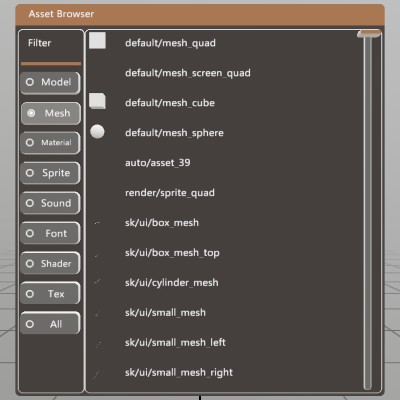 Asset Browser
Filter
Model
Mesh
Material
Sprite
Sound
Font
Shader
Tex
All
default/mesh_quad
default/mesh_screen_quad
default/mesh_cube
default/mesh_sphere
auto/asset_39
render/sprite_quad
sk/ui/box_mesh
sk/ui/box_mesh_top
sk/ui/cylinder_mesh
sk/ui/small_mesh
sk/ui/small_mesh_left
sk/ui/small_mesh_right